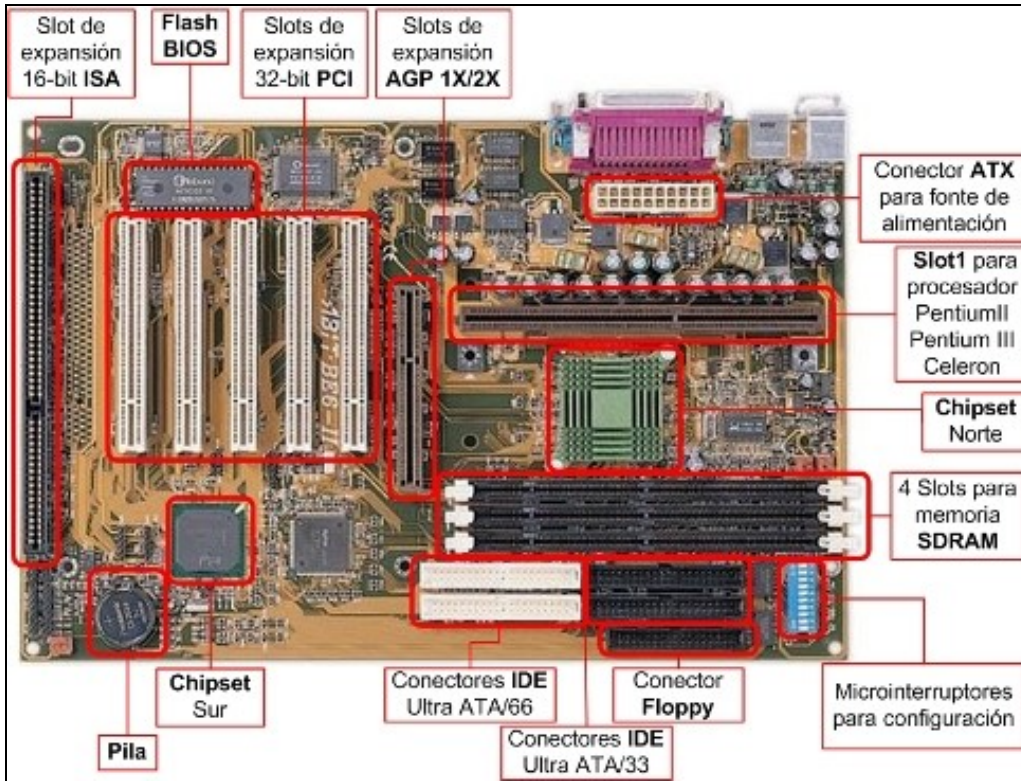 Slot de
expansión
16-bit ISA
Flash
BIOS
Slots de
expansión
32-bit PCI
Slots de
expansión
AGP 1X/2X
Conector ATX
para fonte de
alimentación
Slot1 para
procesador
PentiumII
Pentium III
Celeron
Chipset
Norte
4 Slots para
memoria
SDRAM
Microinterruptores
para configuración
Conector
Floppy
Conectores IDE
Ultra ATA/33
Conectores IDE
Ultra ATA/66
Chipset
Sur
Pila